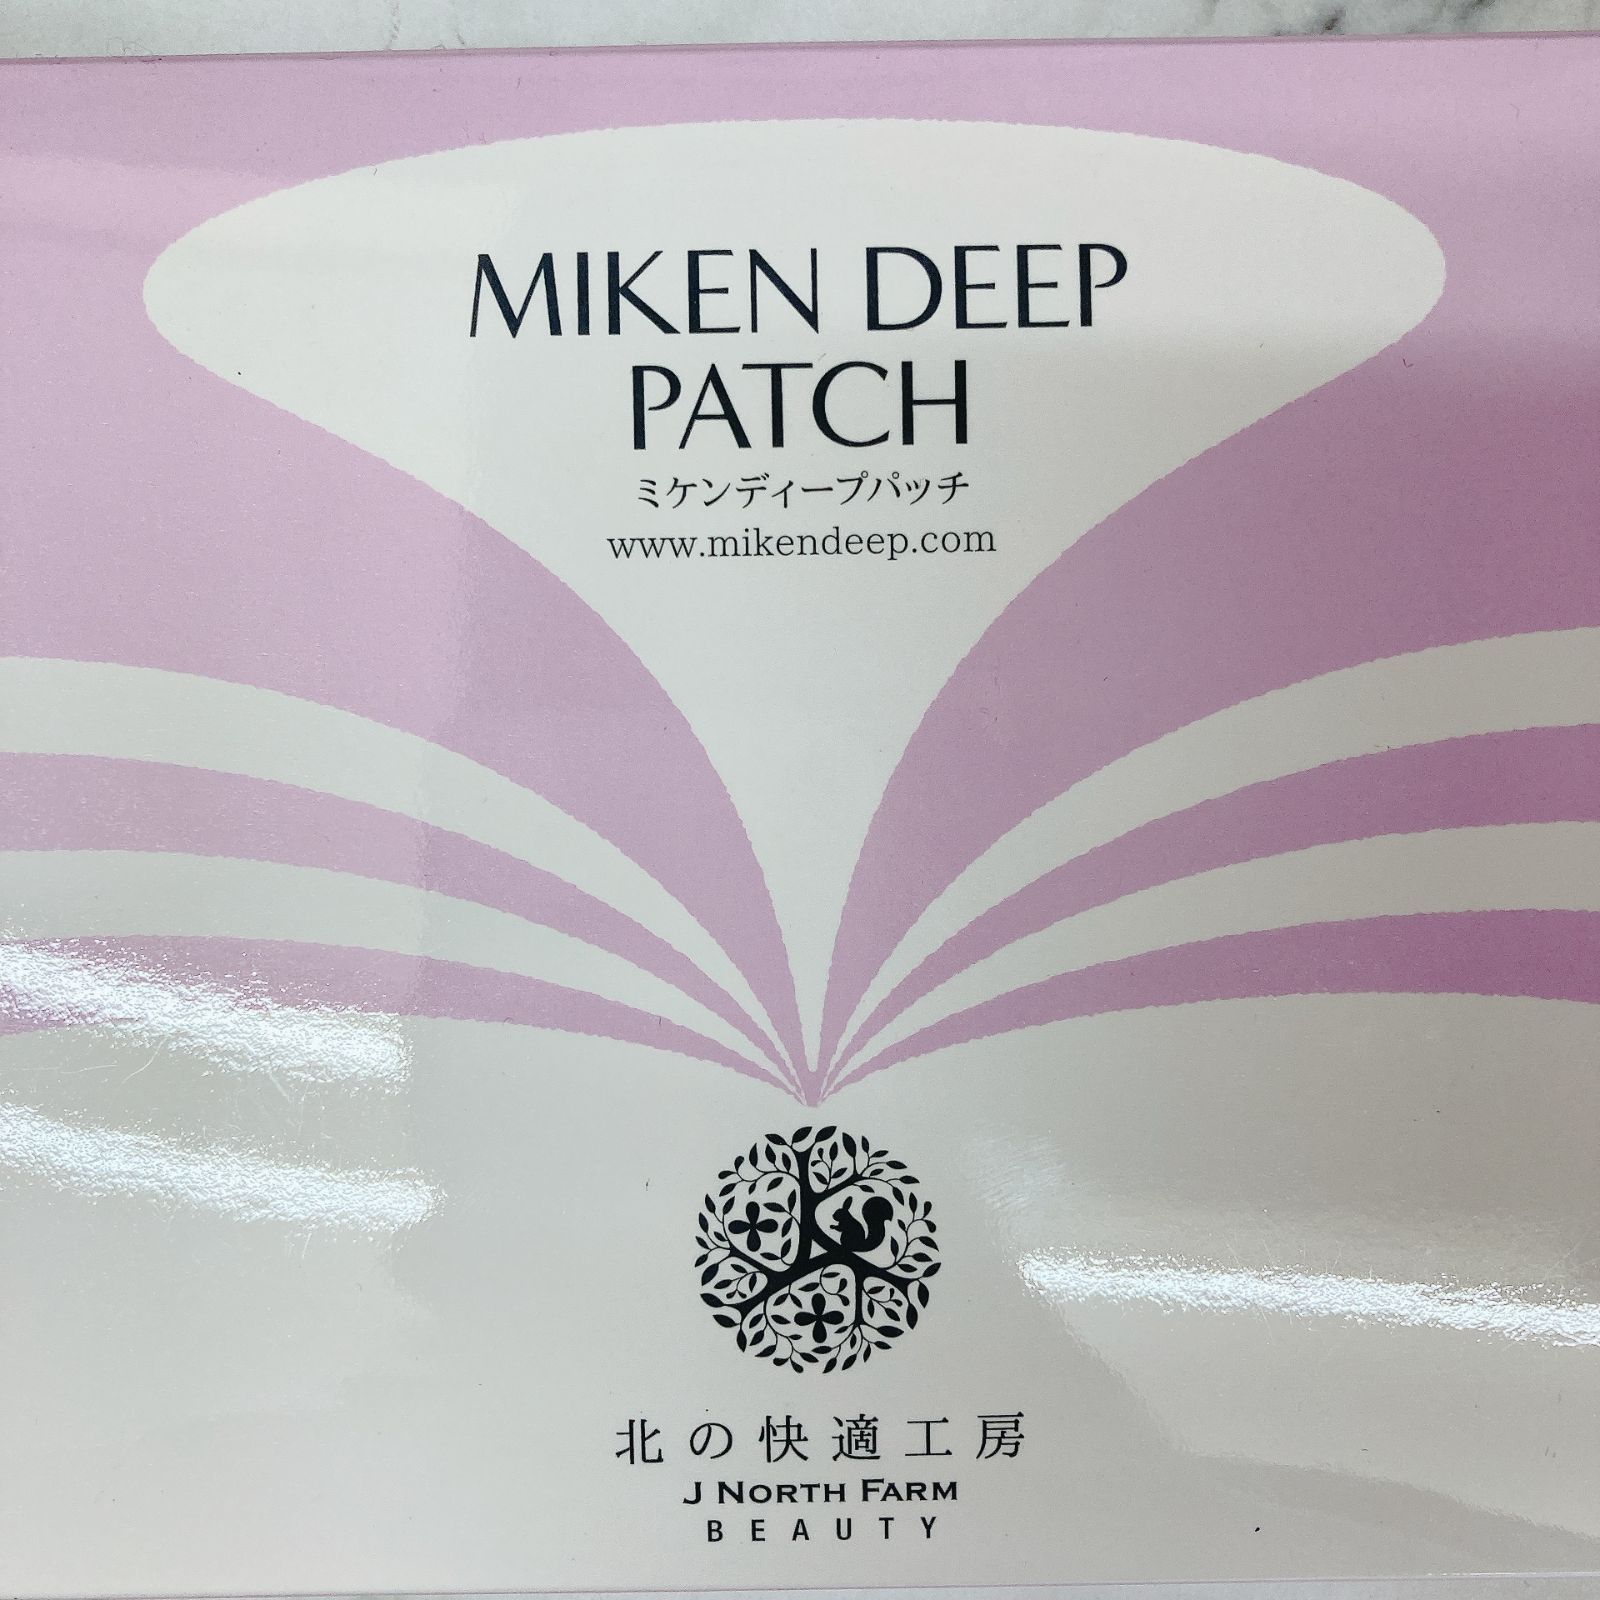 MIKEN DEEP
PATCH
ミケンディープパッチ
www.mikendeep.com
北の快適工房
J NORTH FARM
BEAUTY